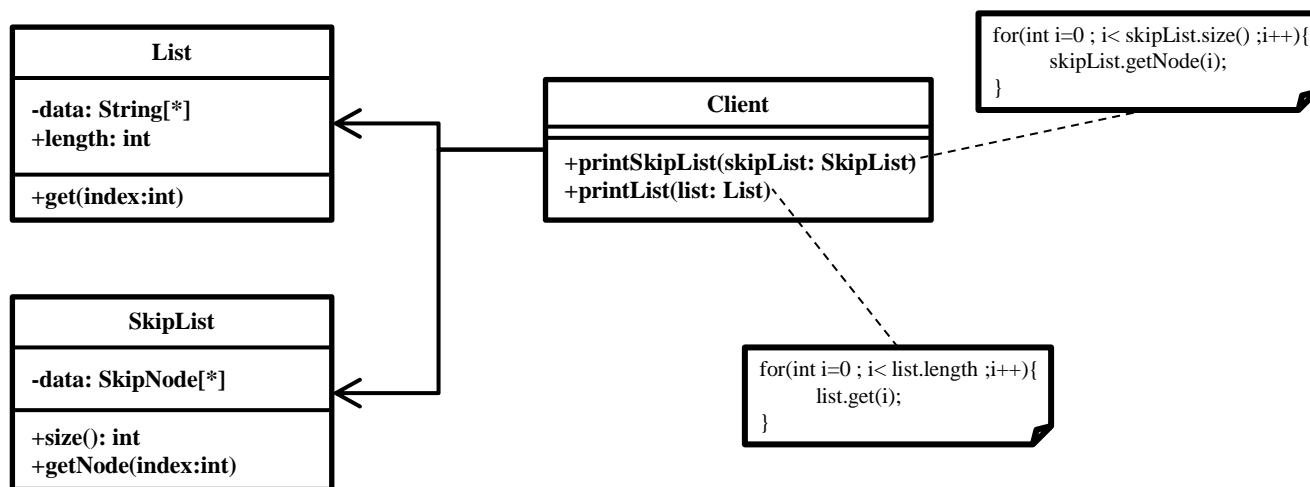 List
-data: String[*]
+length: int
+get(index:int)
SkipList
-data: SkipNode[*]
+size(): int
+getNode(index:int)
Client
+printSkipList(skipList: SkipList)
+printList(list: List)
for(int i=0 ; i< skipList.size() ;i++){
skipList.getNode(i);
}
for(int i=0 ; i< list.length ;i++){
list.get(i);
}